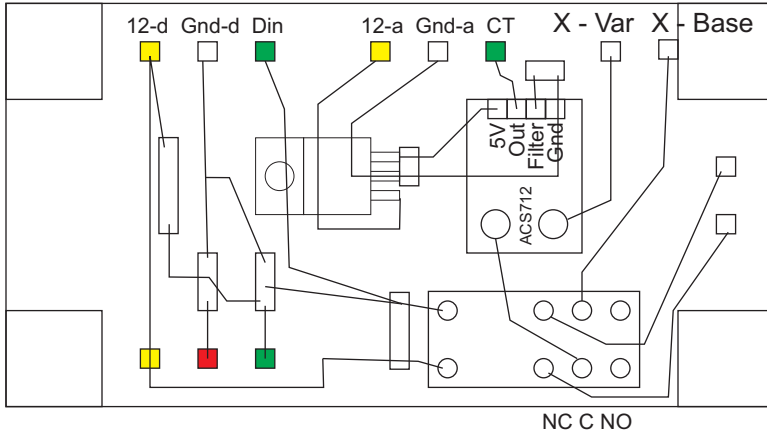 12-d Gnd-d Din 12-a Gnd-a CT X - Var X - Base
5V
Out
Filter
Gnd
ACS712
NC C NO